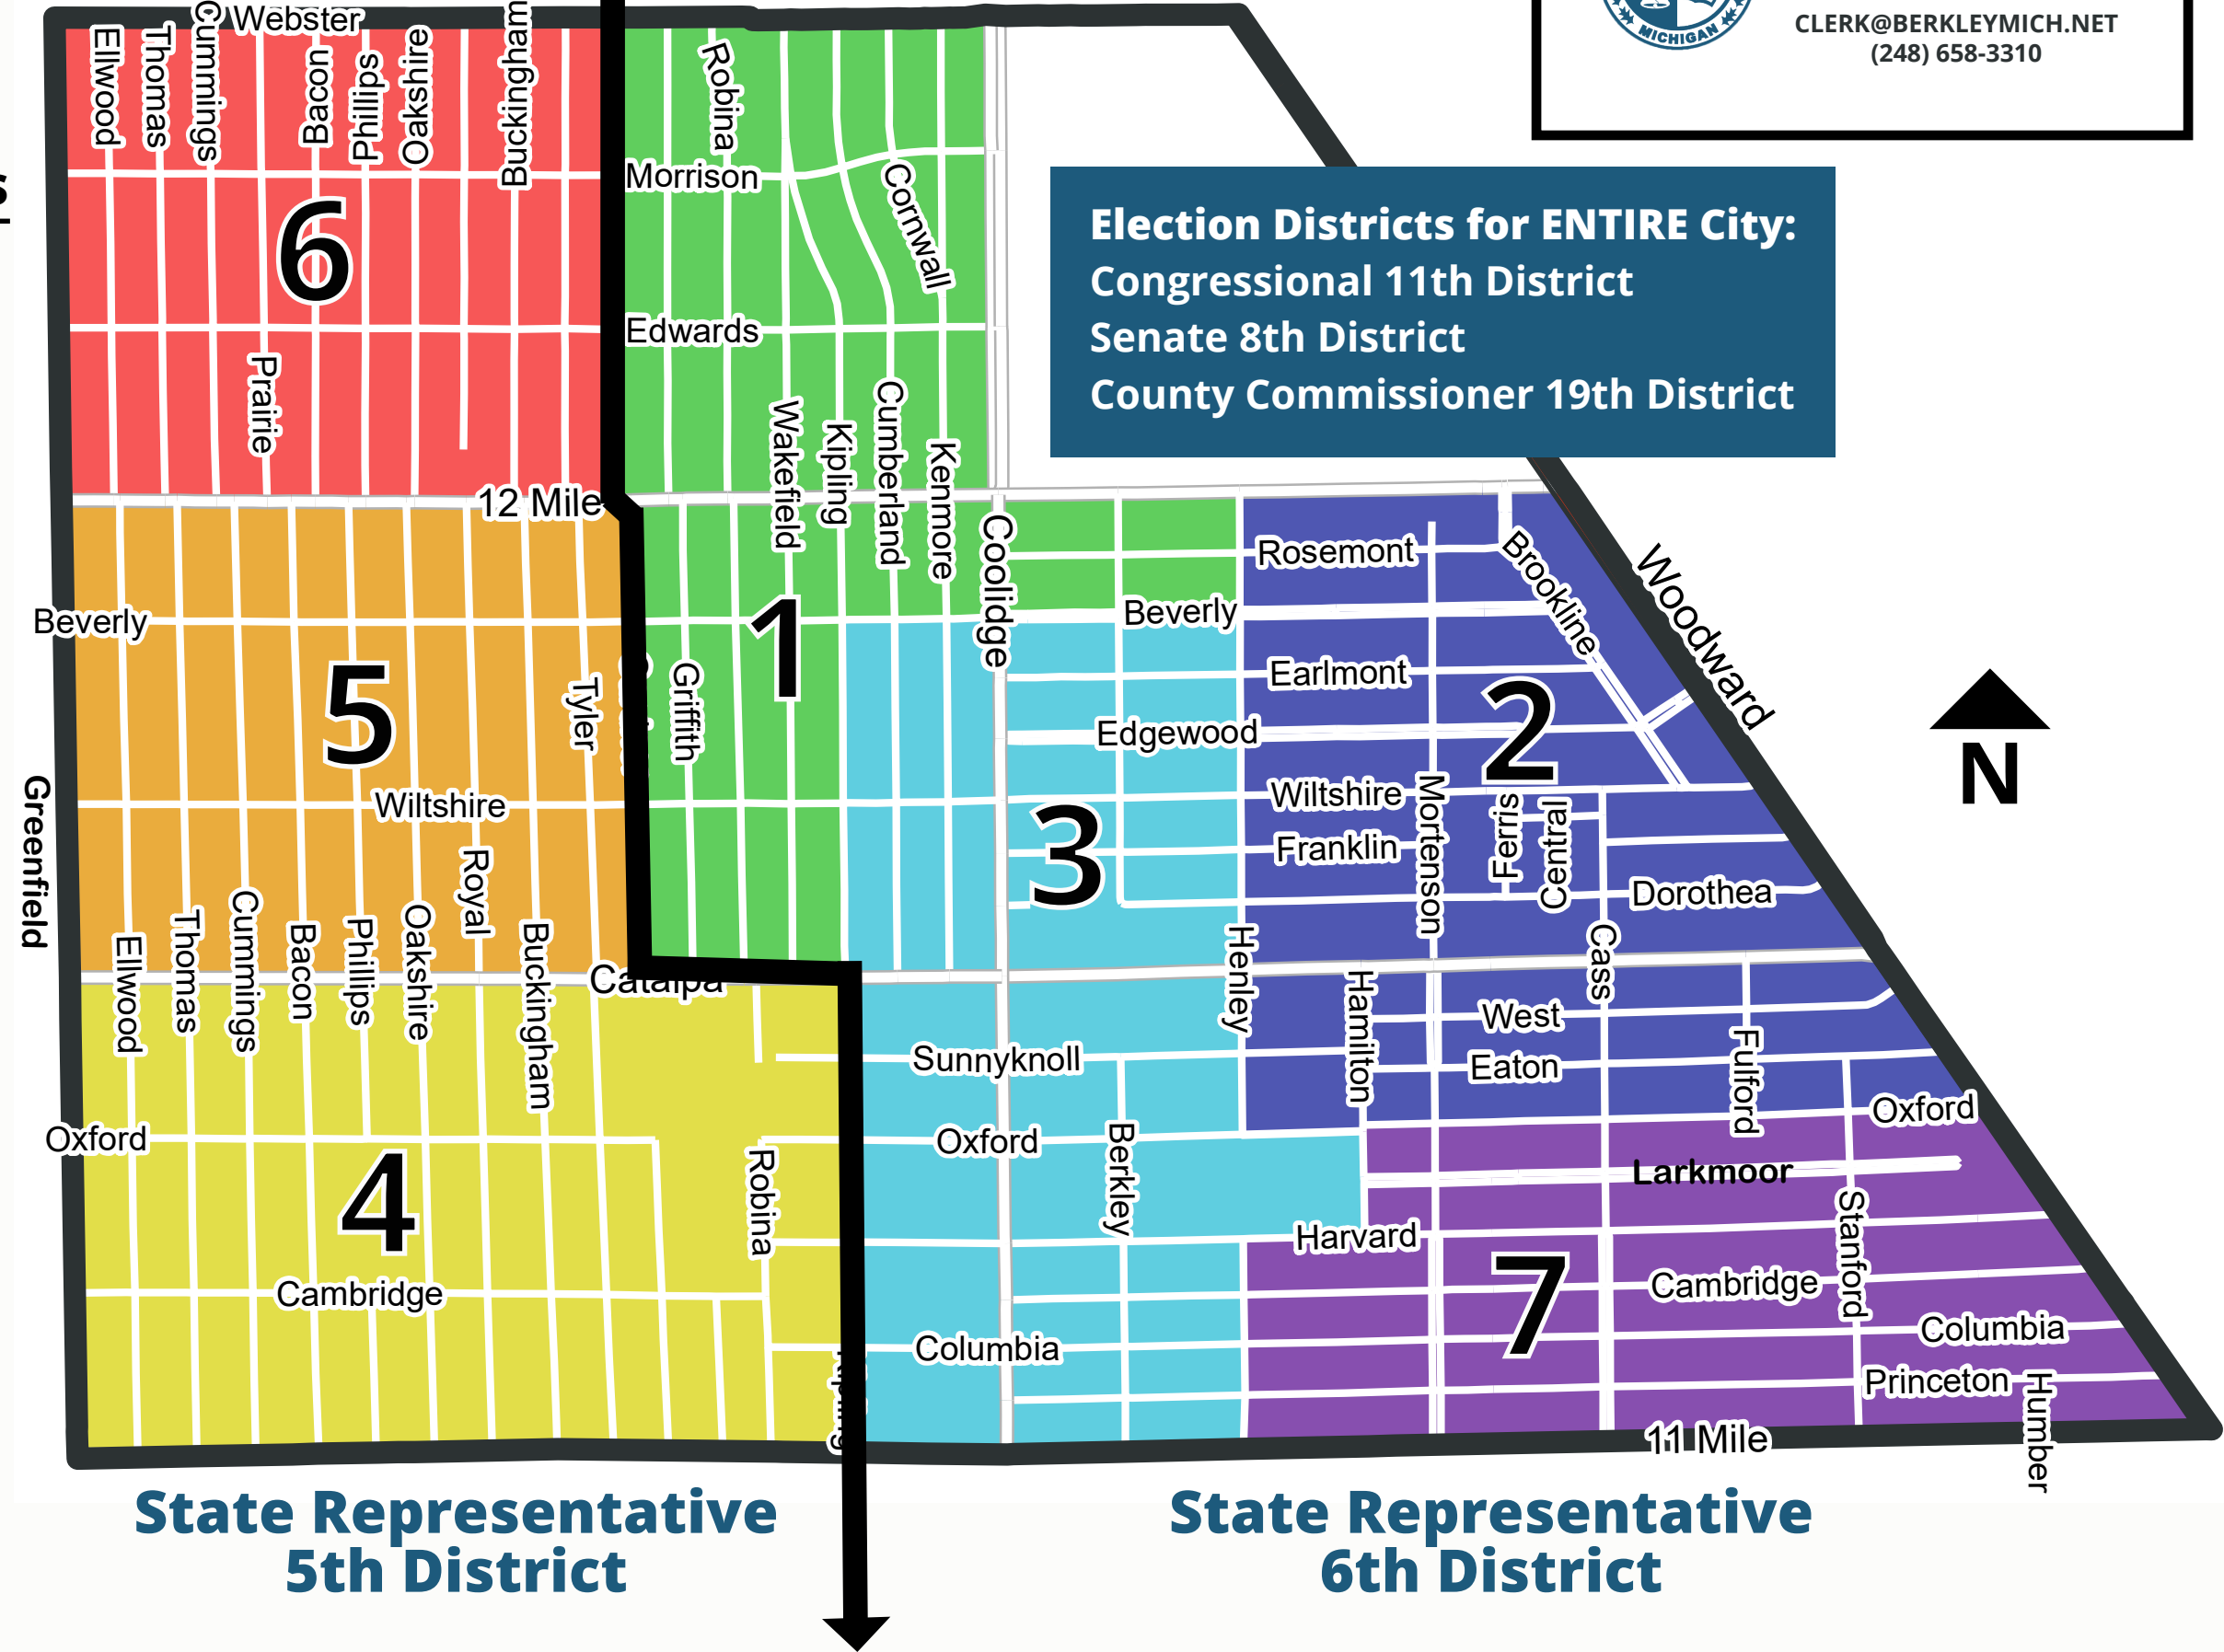 MICHIGAN
CLERK@BERKLEYMICH.NET
(248) 658-3310
Election Districts for ENTIRE City:
Congressional 11th District
Senate 8th District
County Commissioner 19th District
Webster
Ellwood
Thomas
Cummings
Bacon
Phillips
Oakshire
Buckingham
Robina
Morrison
Cornwall
6
Edwards
Prairie
Wakefield
Kipling
Cumberland
Kenmore
12 Mile
Coolidge
Rosemont
Brookline
Woodward
Beverly
Beverly
1
5
Tyler
Griffith
Earlmont
2
Edgewood
N
Greenfield
Wiltshire
Wiltshire
Mortenson
Ferris
Central
3
Franklin
Royal
Dorothea
Ellwood
Thomas
Cummings
Bacon
Phillips
Oakshire
Buckingham
Catalpa
Henley
Hamilton
Cass
West
Sunnyknoll
Eaton
Fulford
Oxford
Oxford
Oxford
Berkley
Robina
Larkmoor
4
Stanford
Harvard
7
Cambridge
Cambridge
Columbia
Columbia
Kipling
Princeton
Humber
11 Mile
State Representative
5th District
State Representative
6th District